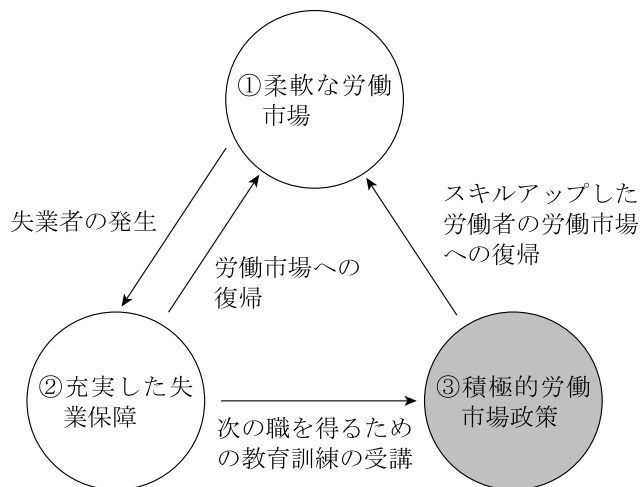 ①柔軟な労働
市場
失業者の発生
労働市場への
復帰
スキルアップした
労働者の労働市場
への復帰
②充実した失
業保障
次の職を得るため
の教育訓練の受講
③積極的労働
市場政策